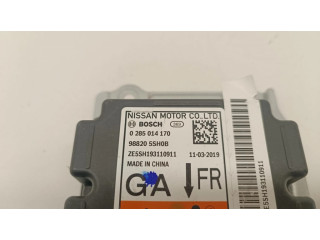 NISSAN MOTOR CO.,LTD.
BOSCH
0 285 014 170
98820 5SH0B
ZE5SH193110911 11-03-2019
MADE IN CHINA
GA ↓ FR
ZE5SH193110911